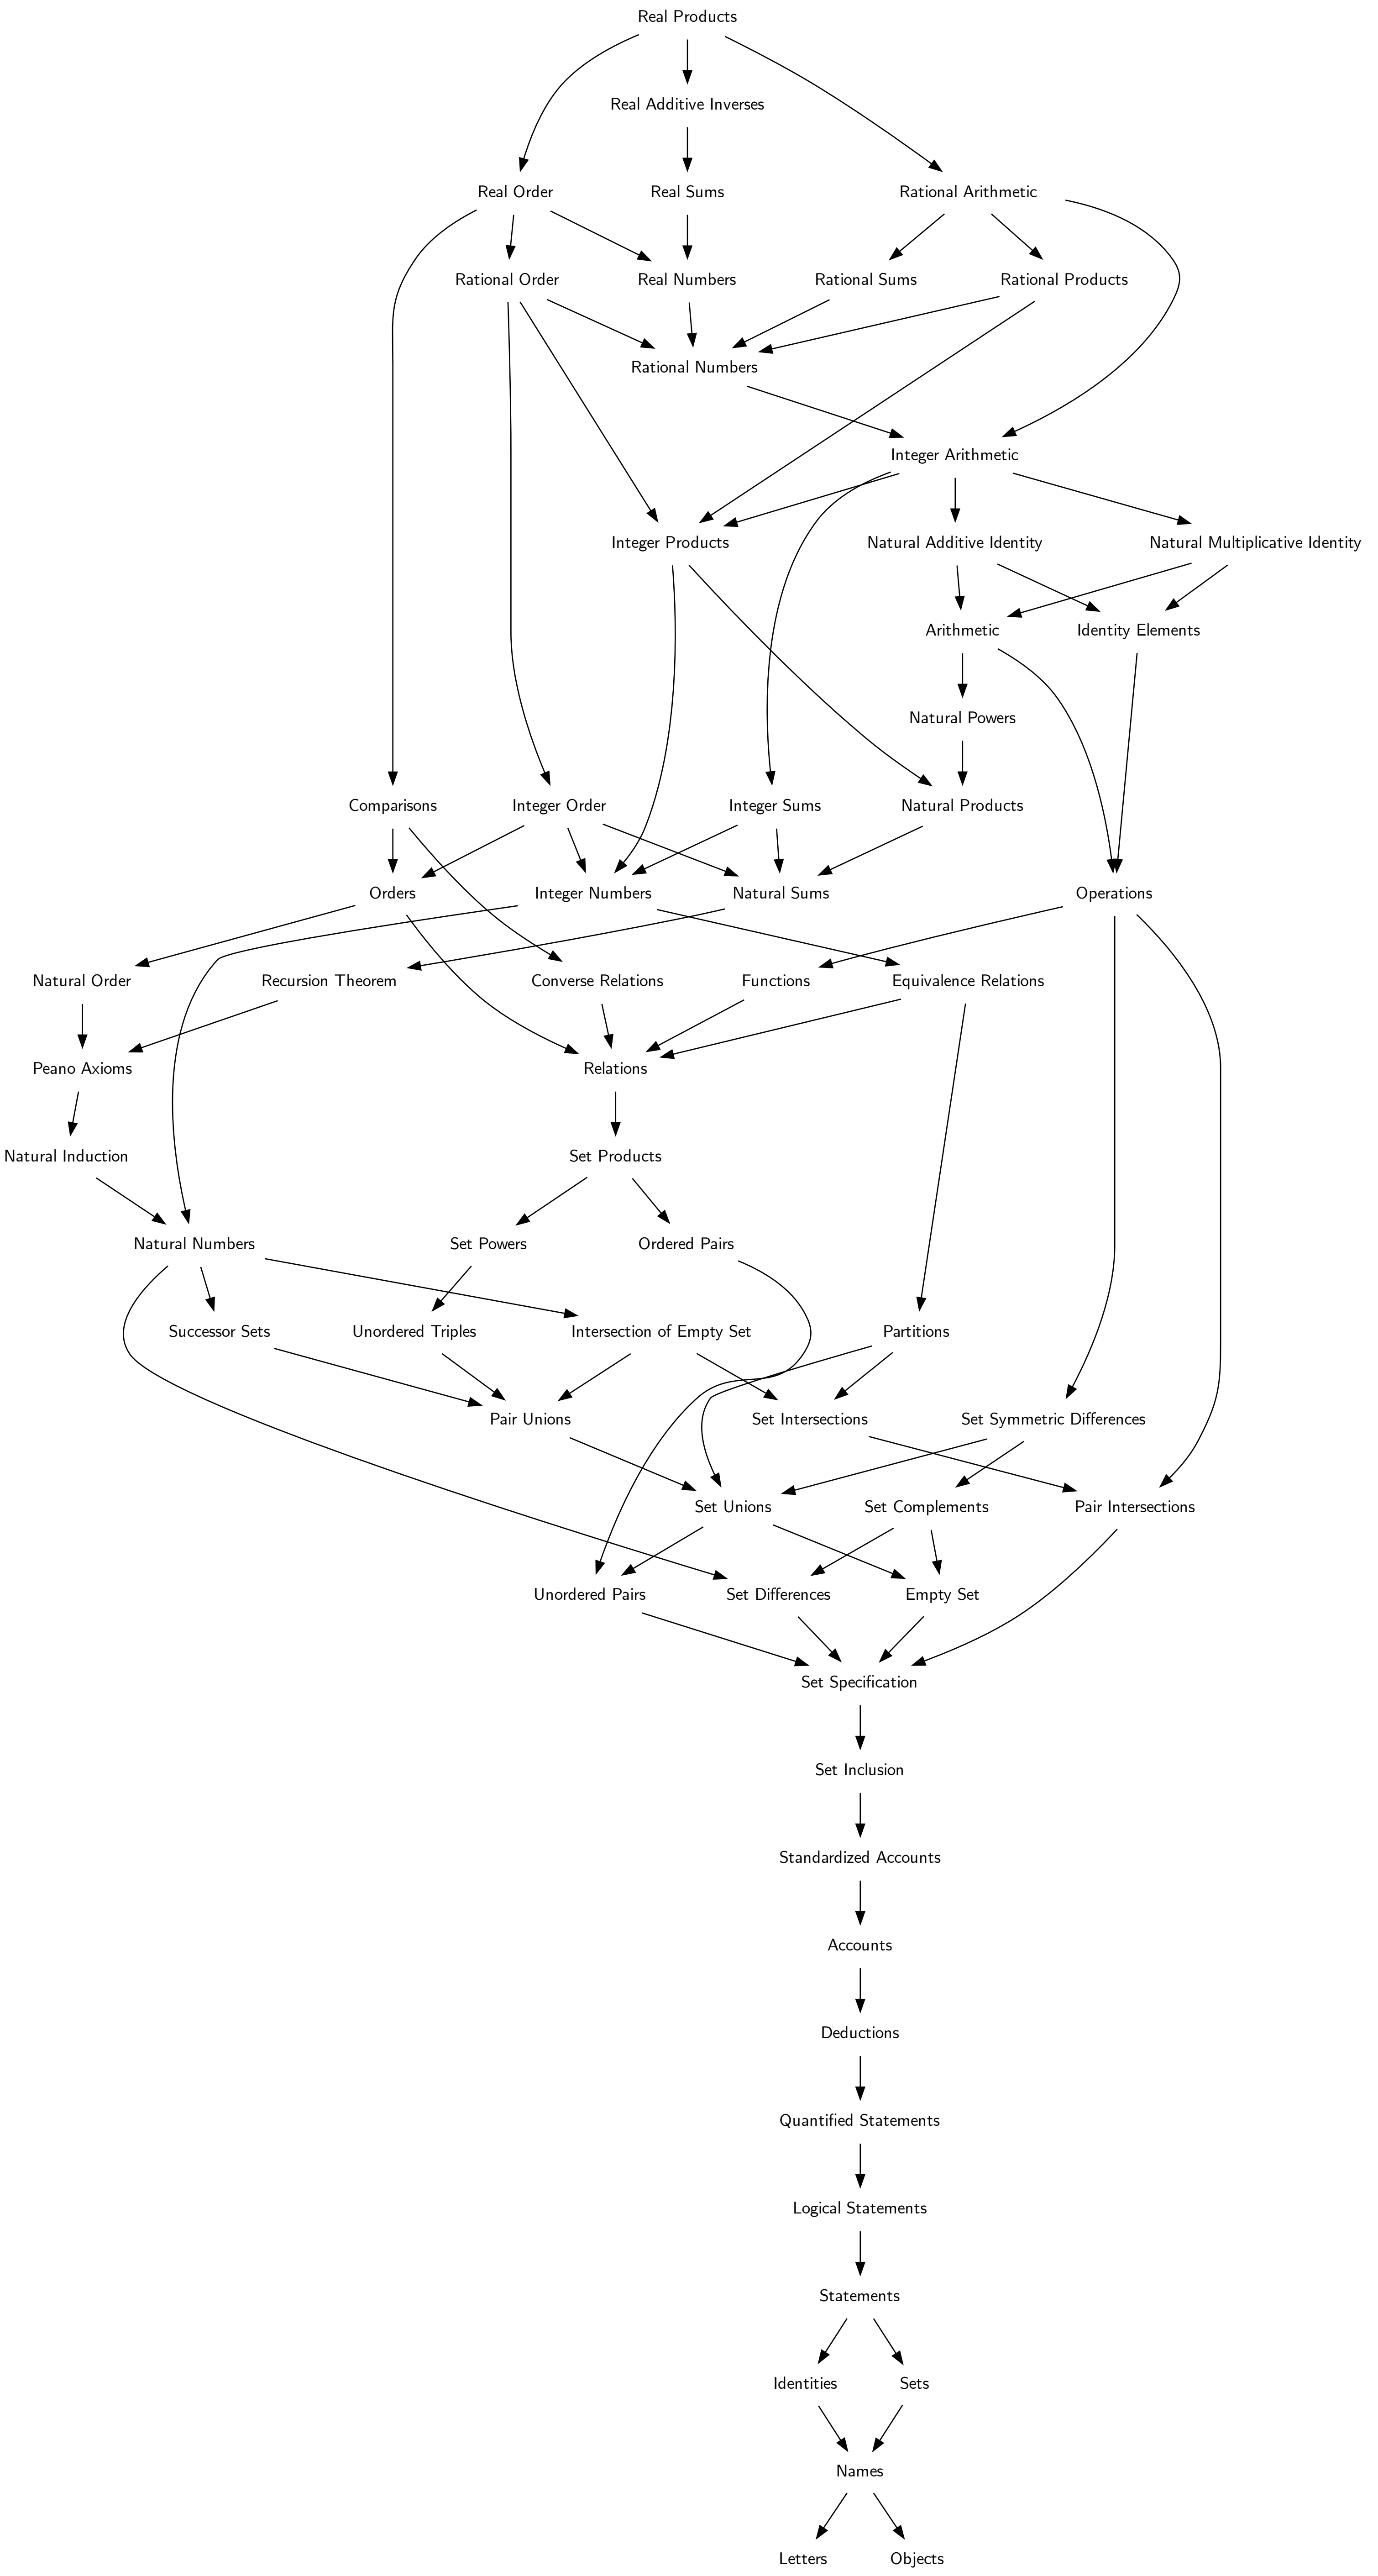 Real Products
Real Additive Inverses
Real Order
Real Sums
Rational Arithmetic
Rational Order
Real Numbers
Rational Sums
Rational Products
Rational Numbers
Integer Arithmetic
Integer Products
Natural Additive Identity
Natural Multiplicative Identity
Arithmetic
Identity Elements
Natural Powers
Comparisons
Integer Order
Integer Sums
Natural Products
Orders
Integer Numbers
Natural Sums
Operations
Natural Order
Recursion Theorem
Converse Relations
Functions
Equivalence Relations
Peano Axioms
Relations
Natural Induction
Set Products
Natural Numbers
Set Powers
Ordered Pairs
Successor Sets
Unordered Triples
Intersection of Empty Set
Partitions
Pair Unions
Set Intersections
Set Symmetric Differences
Set Unions
Set Complements
Pair Intersections
Unordered Pairs
Set Differences
Empty Set
Set Specification
Set Inclusion
Standardized Accounts
Accounts
Deductions
Quantified Statements
Logical Statements
Statements
Identities
Sets
Names
Letters
Objects